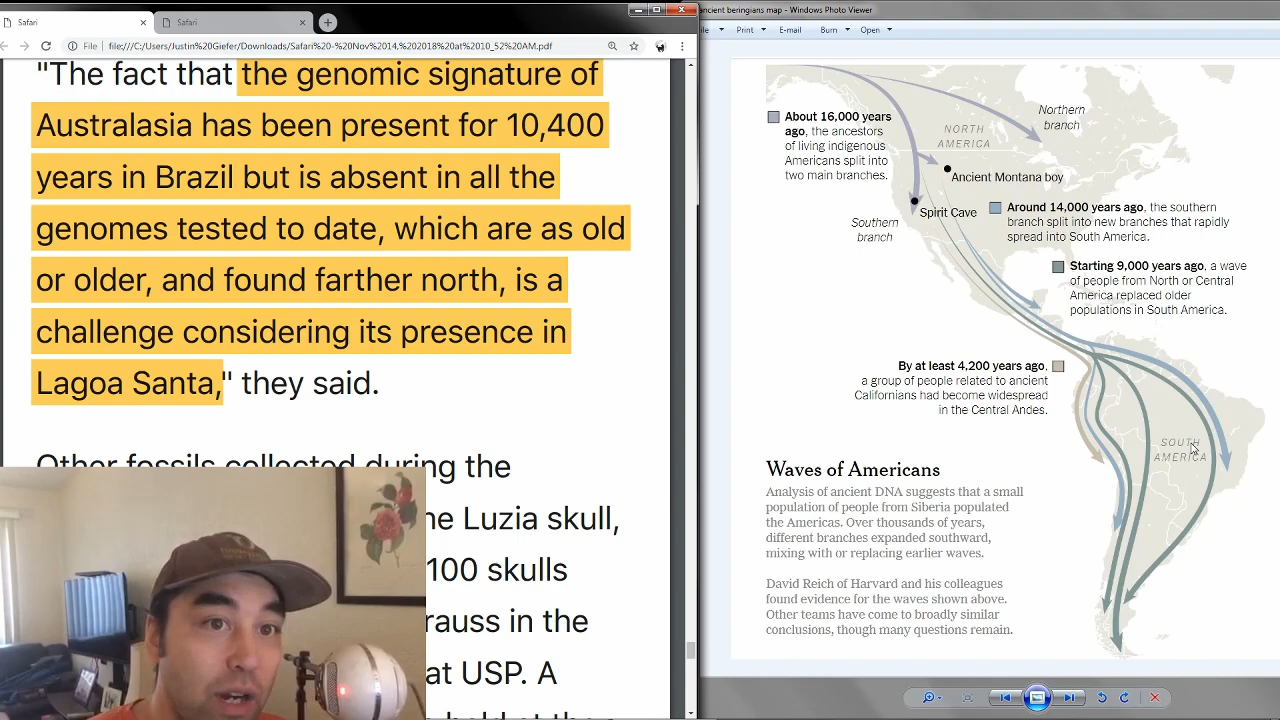 Safari
Safari
File
file:///C:/Users/Justin%20Giefer/Downloads/Safari%20-%20Nov%2014,%202018%20at%2010_52%20AM.pdf
"The fact that the genomic signature of
Australasia has been present for 10,400
years in Brazil but is absent in all the
genomes tested to date, which are as old
or older, and found farther north, is a
challenge considering its presence in
Lagoa Santa," they said.
Other fossils collected during the
Luzia skull,
100 skulls
in the
at USP. A
ancient beringians map - Windows Photo Viewer
Print
E-mail
Burn
Open
About 16,000 years
ago, the ancestors
of living indigenous
Americans split into
two main branches.
NORTH
AMERICA
Northern
branch
Ancient Montana boy
Spirit Cave
Southern
branch
Around 14,000 years ago, the southern
branch split into new branches that rapidly
spread into South America.
Starting 9,000 years ago, a wave
of people from North or Central
America replaced older
populations in South America.
By at least 4,200 years ago,
a group of people related to ancient
Californians had become widespread
in the Central Andes.
SOUTH
AMERICA
Waves of Americans
Analysis of ancient DNA suggests that a small
population of people from Siberia populated
the Americas. Over thousands of years,
different branches expanded southward,
mixing with or replacing earlier waves.
David Reich of Harvard and his colleagues
found evidence for the waves shown above.
Other teams have come to broadly similar
conclusions, though many questions remain.